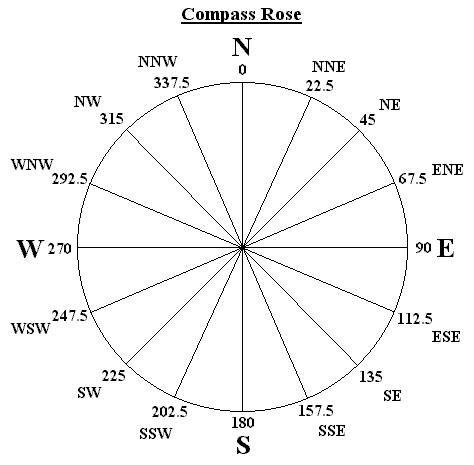 Compass Rose
N
0
NNE
22.5
NE
45
ENE
67.5
90 E
112.5
ESE
135
SE
157.5
SSE
180
S
202.5
SSW
225
SW
247.5
WSW
W 270
WNW
292.5
NW
315
NNW
337.5